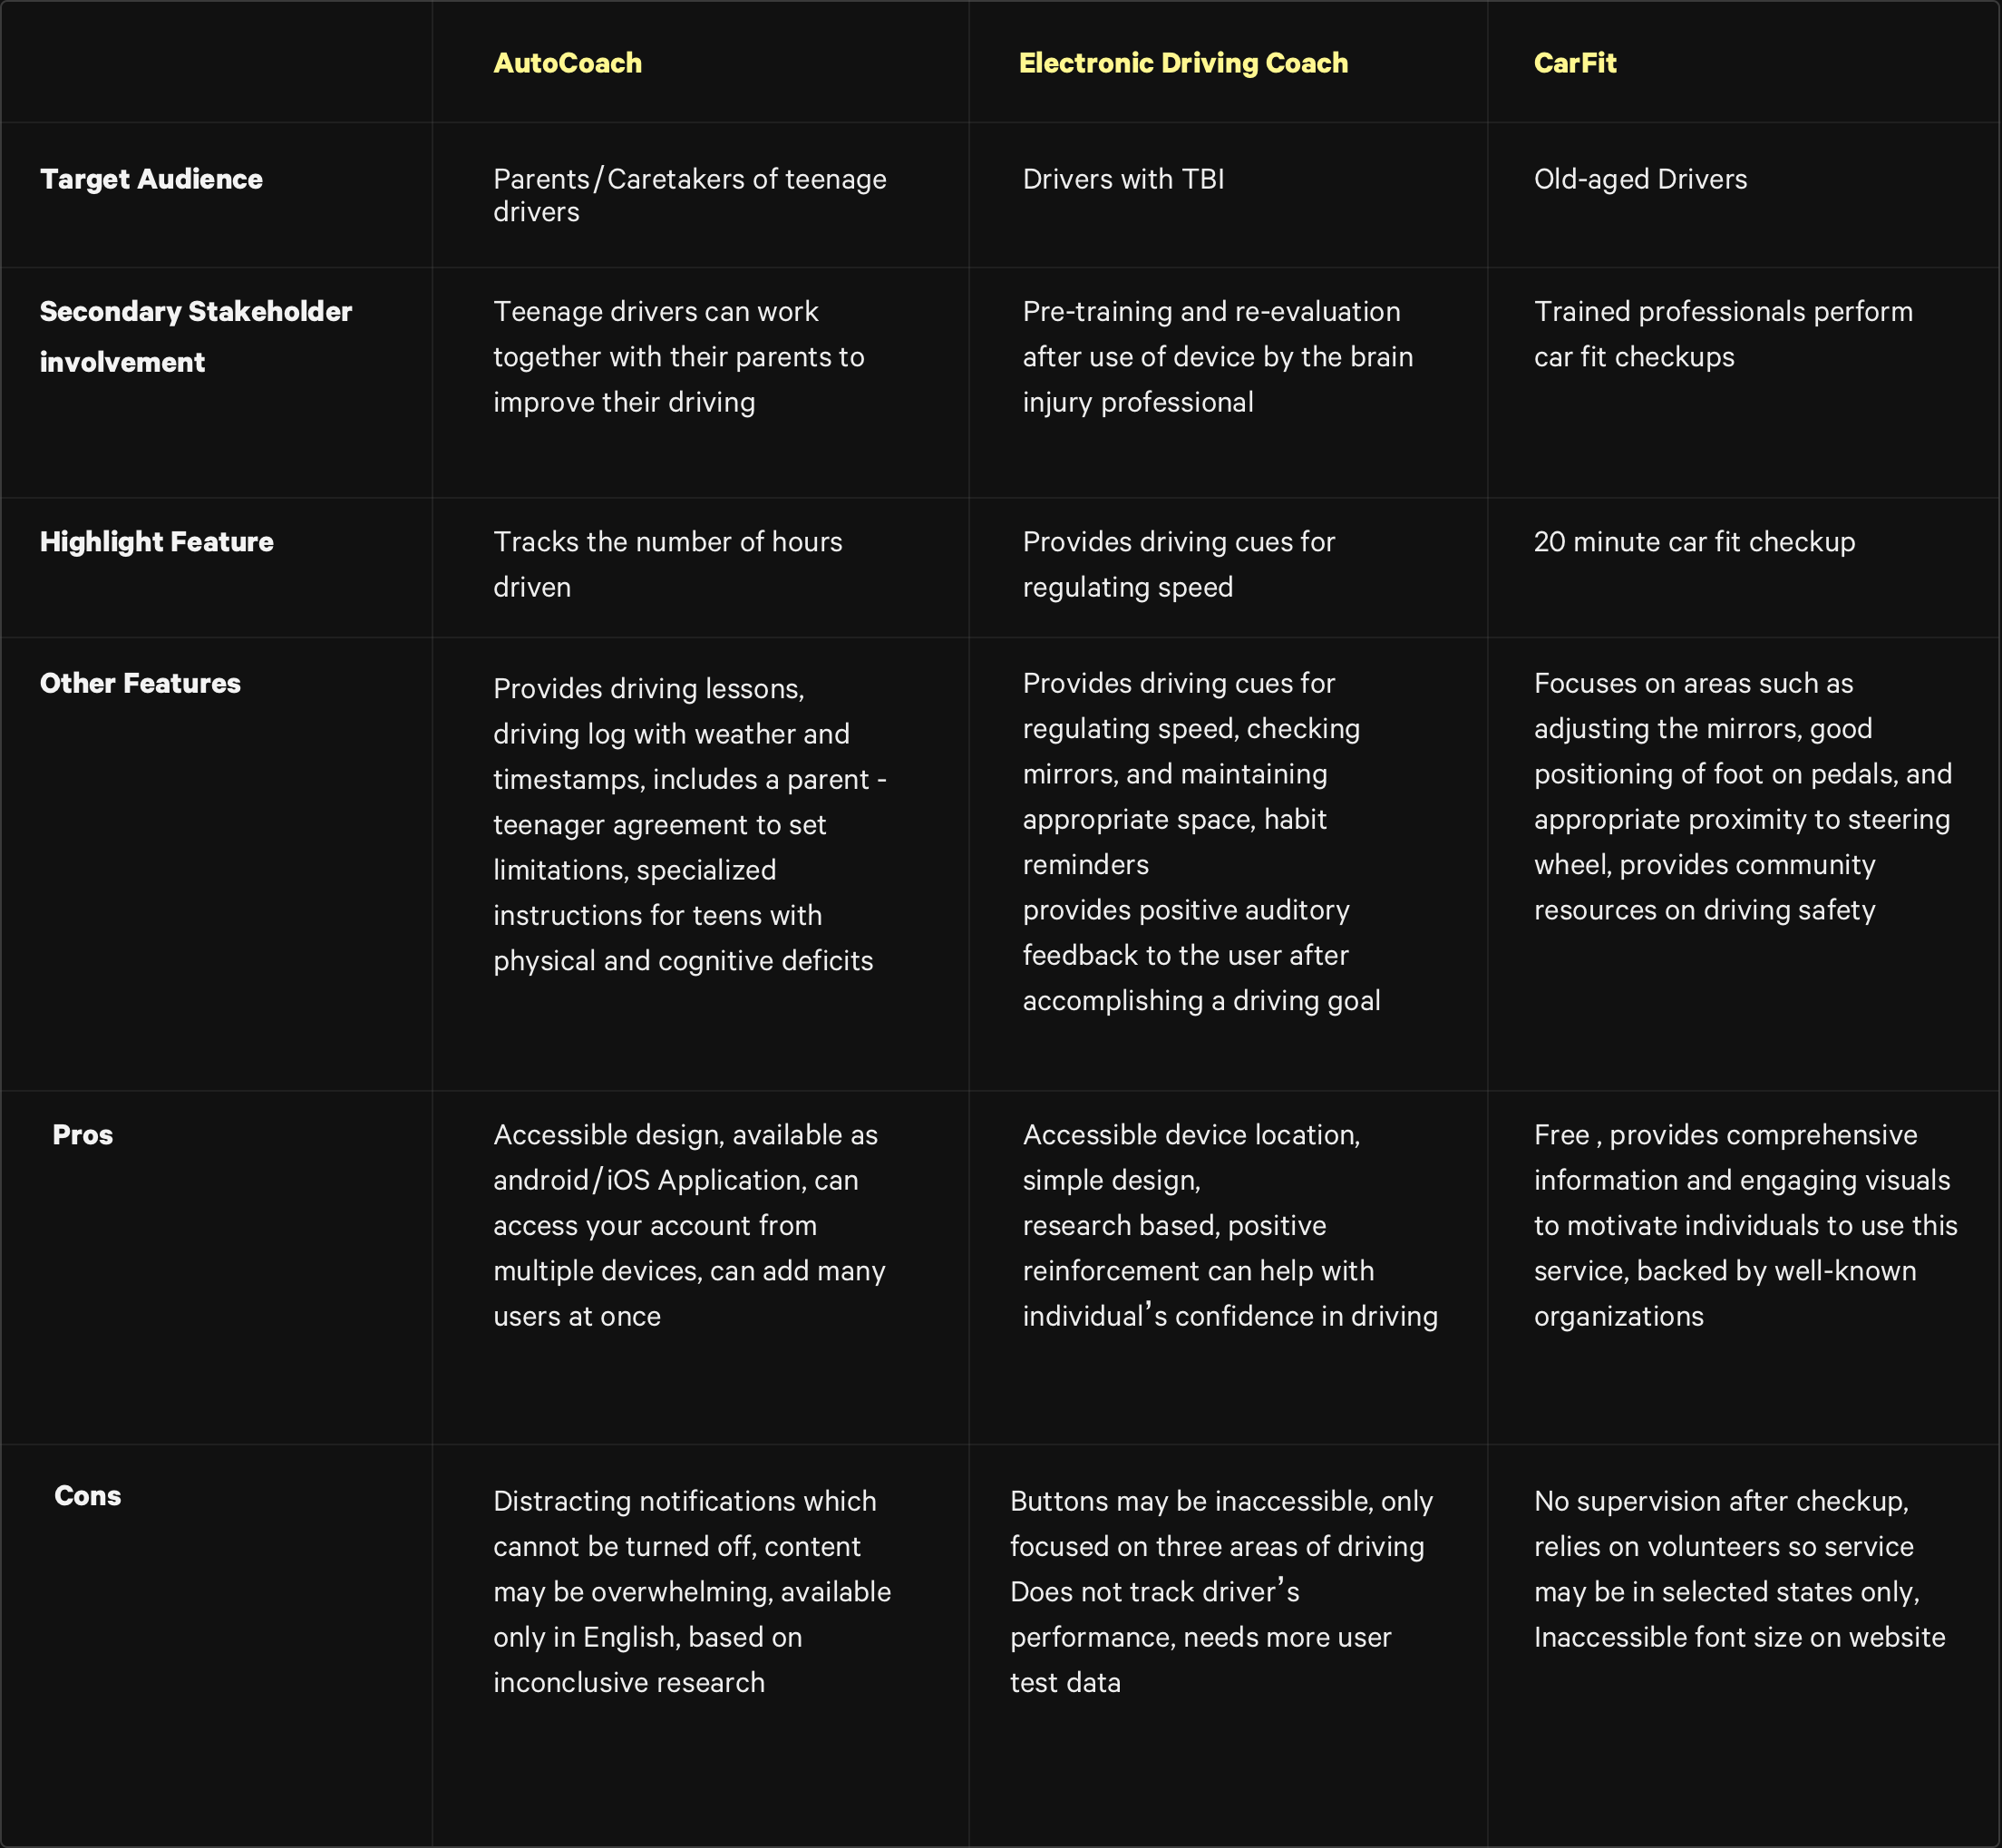 AutoCoach
Electronic Driving Coach
CarFit
Target Audience
Parents/Caretakers of teenage
drivers
Drivers with TBI
Old-aged Drivers
Secondary Stakeholder
involvement
Teenage drivers can work
together with their parents to
improve their driving
Pre-training and re-evaluation
after use of device by the brain
injury professional
Trained professionals perform
car fit checkups
Highlight Feature
Tracks the number of hours
driven
Provides driving cues for
regulating speed
20 minute car fit checkup
Other Features
Provides driving lessons,
driving log with weather and
timestamps, includes a parent -
teenager agreement to set
limitations, specialized
instructions for teens with
physical and cognitive deficits
Provides driving cues for
regulating speed, checking
mirrors, and maintaining
appropriate space, habit
reminders
provides positive auditory
feedback to the user after
accomplishing a driving goal
Focuses on areas such as
adjusting the mirrors, good
positioning of foot on pedals, and
appropriate proximity to steering
wheel, provides community
resources on driving safety
Pros
Accessible design, available as
android/iOS Application, can
access your account from
multiple devices, can add many
users at once
Accessible device location,
simple design,
research based, positive
reinforcement can help with
individual’s confidence in driving
Free , provides comprehensive
information and engaging visuals
to motivate individuals to use this
service, backed by well-known
organizations
Cons
Distracting notifications which
cannot be turned off, content
may be overwhelming, available
only in English, based on
inconclusive research
Buttons may be inaccessible, only
focused on three areas of driving
Does not track driver’s
performance, needs more user
test data
No supervision after checkup,
relies on volunteers so service
may be in selected states only,
Inaccessible font size on website